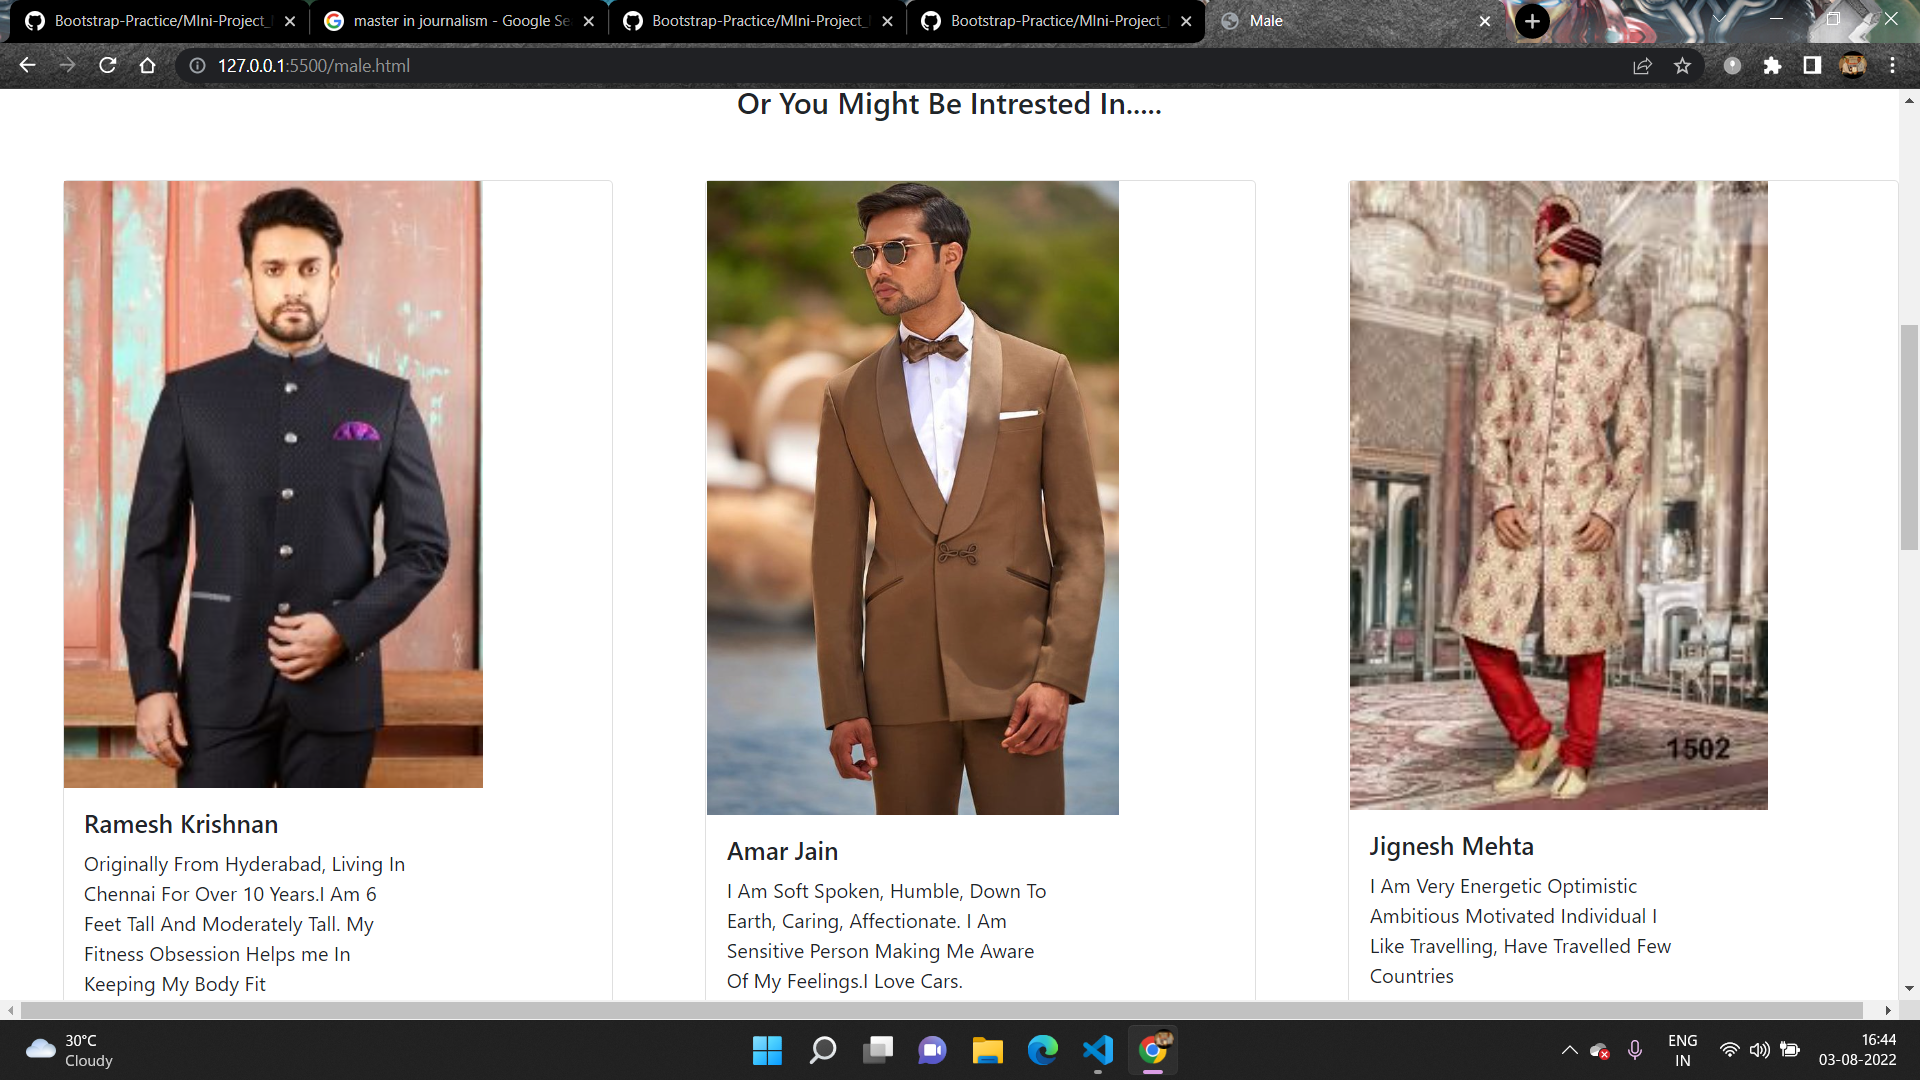 Bootstrap-Practice/MIni-Project_
master in journalism - Google Se
Bootstrap-Practice/MIni-Project_
Bootstrap-Practice/MIni-Project_
Male
127.0.0.1:5500/male.html
Or You Might Be Intrested In.....
1502
Ramesh Krishnan
Originally From Hyderabad, Living In
Chennai For Over 10 Years.I Am 6
Feet Tall And Moderately Tall. My
Fitness Obsession Helps me In
Keeping My Body Fit
Amar Jain
I Am Soft Spoken, Humble, Down To
Earth, Caring, Affectionate. I Am
Sensitive Person Making Me Aware
Of My Feelings.I Love Cars.
Jignesh Mehta
I Am Very Energetic Optimistic
Ambitious Motivated Individual I
Like Travelling, Have Travelled Few
Countries
30°C
Cloudy
ENG
IN
16:44
03-08-2022